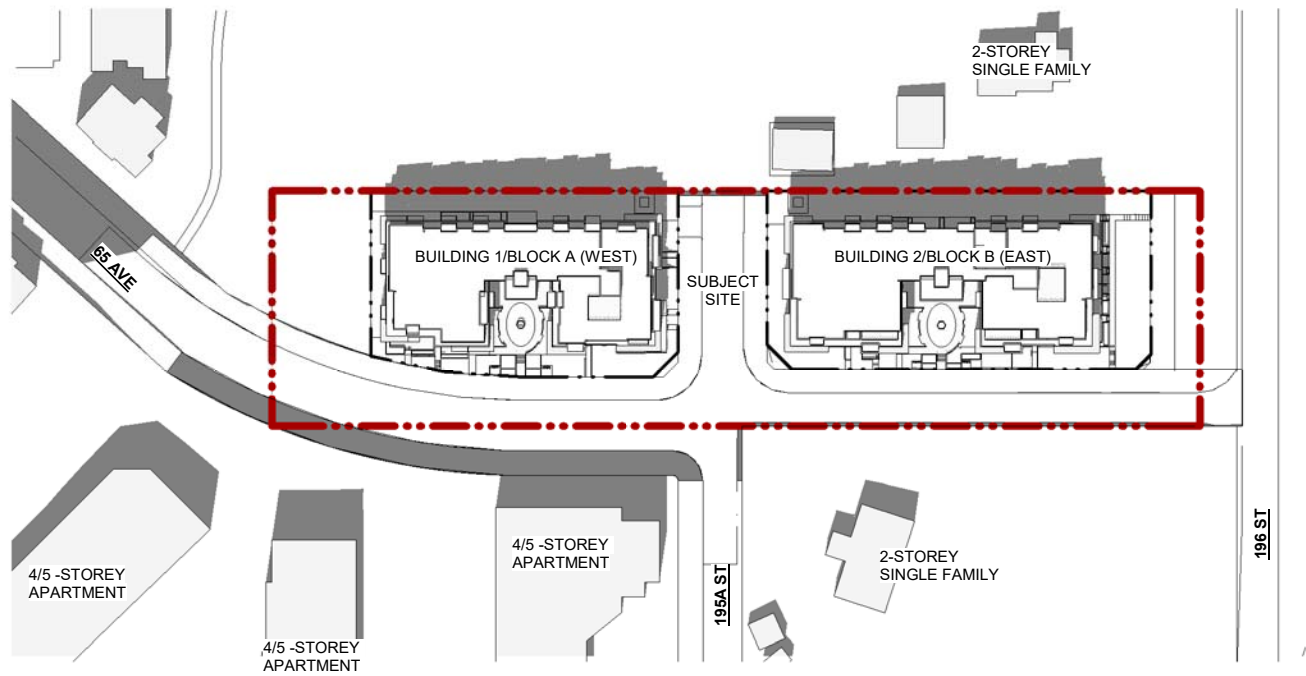 2-STOREY
SINGLE FAMILY
65 AVE
BUILDING 1/BLOCK A (WEST)
SUBJECT
SITE
BUILDING 2/BLOCK B (EAST)
4/5 -STOREY
APARTMENT
4/5 -STOREY
APARTMENT
4/5 -STOREY
APARTMENT
195A ST
2-STOREY
SINGLE FAMILY
196 ST